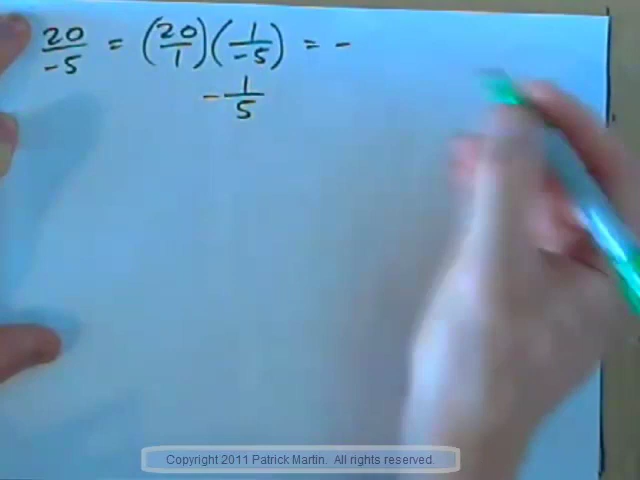 20/-5 = (20/1)(1/-5) = -
-1/5
Copyright 2011 Patrick Martin. All rights reserved.